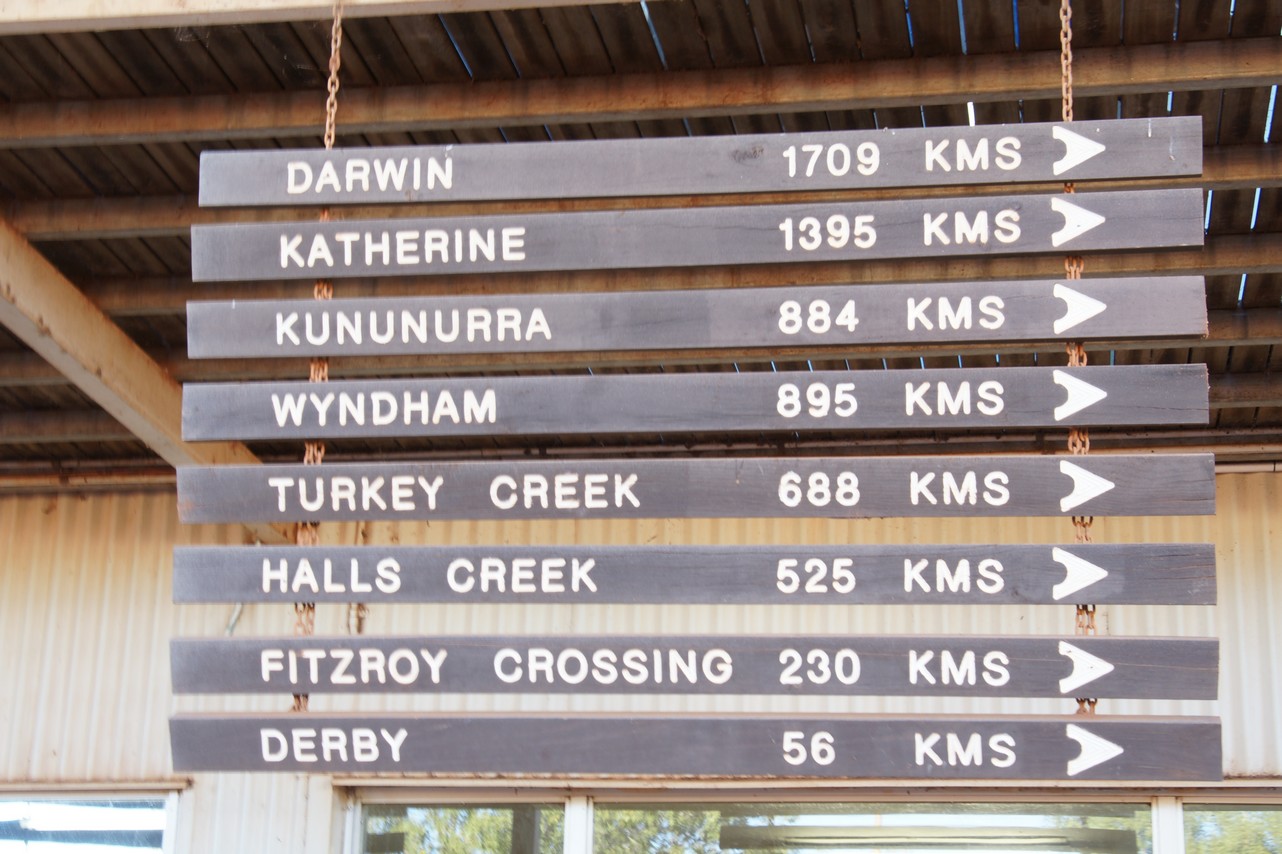 DARWIN 1709 KMS
KATHERINE 1395 KMS
KUNUNURRA 884 KMS
WYNDHAM 895 KMS
TURKEY CREEK 688 KMS
HALLS CREEK 525 KMS
FITZROY CROSSING 230 KMS
DERBY 56 KMS